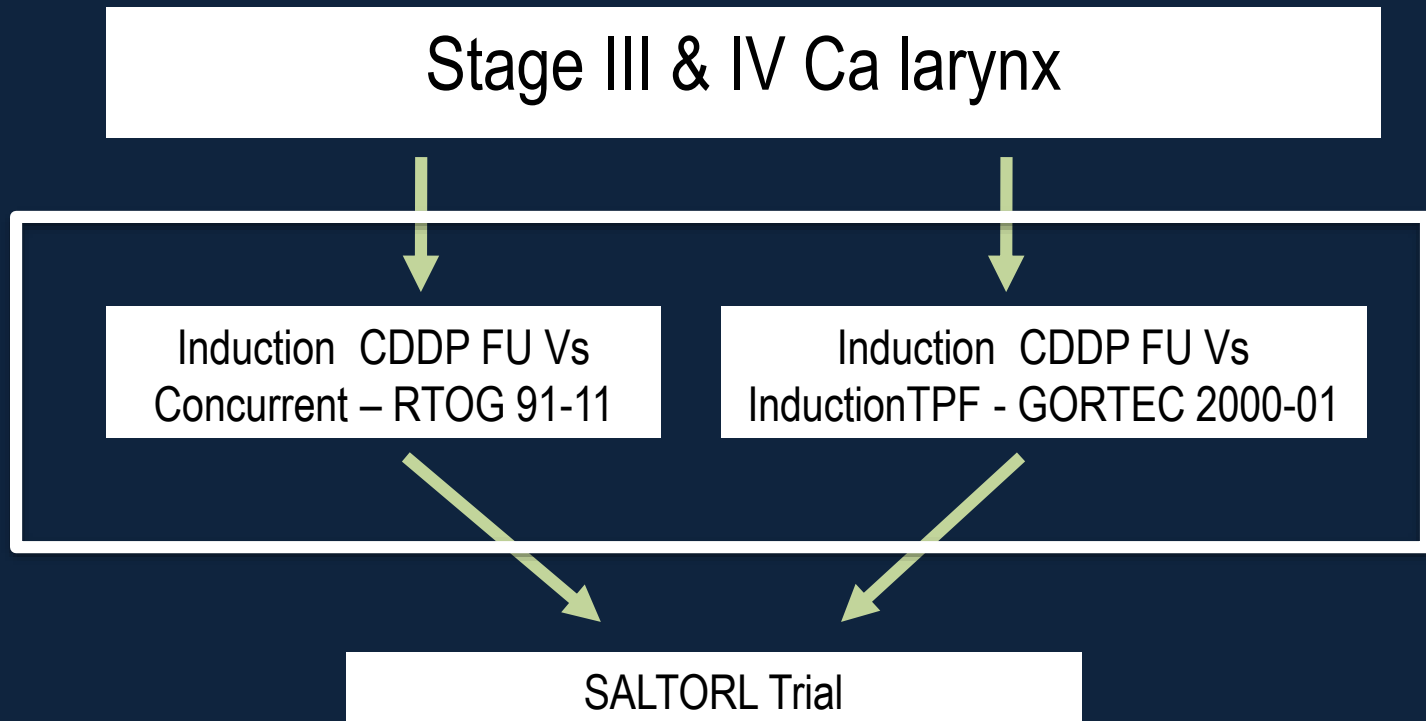 Stage III & IV Ca larynx
Induction CDDP FU Vs
Concurrent – RTOG 91-11
Induction CDDP FU Vs
InductionTPF - GORTEC 2000-01
SALTORL Trial